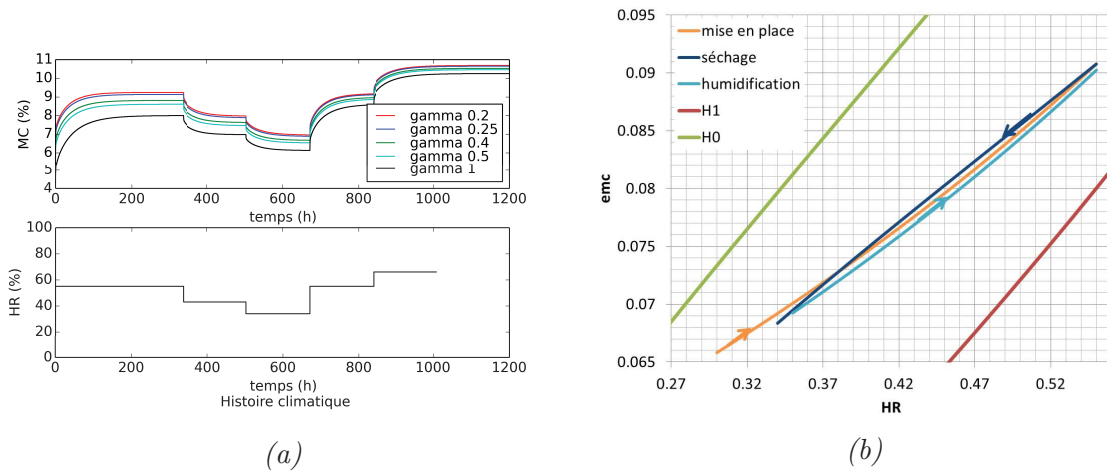 11
10
9
8
7
6
5
4
MC (%)
gamma 0.2
gamma 0.25
gamma 0.4
gamma 0.5
gamma 1
0 200 400 600 800 1000 1200
temps (h)
100
80
60
40
20
0
HR (%)
0 200 400 600 800 1000 1200
temps (h)
Histoire climatique
(a)
0.095
0.09
0.085
0.08
0.075
0.07
0.065
emc
mise en place
séchage
humidification
H1
H0
0.27 0.32 0.37 0.42 0.47 0.52
HR
(b)